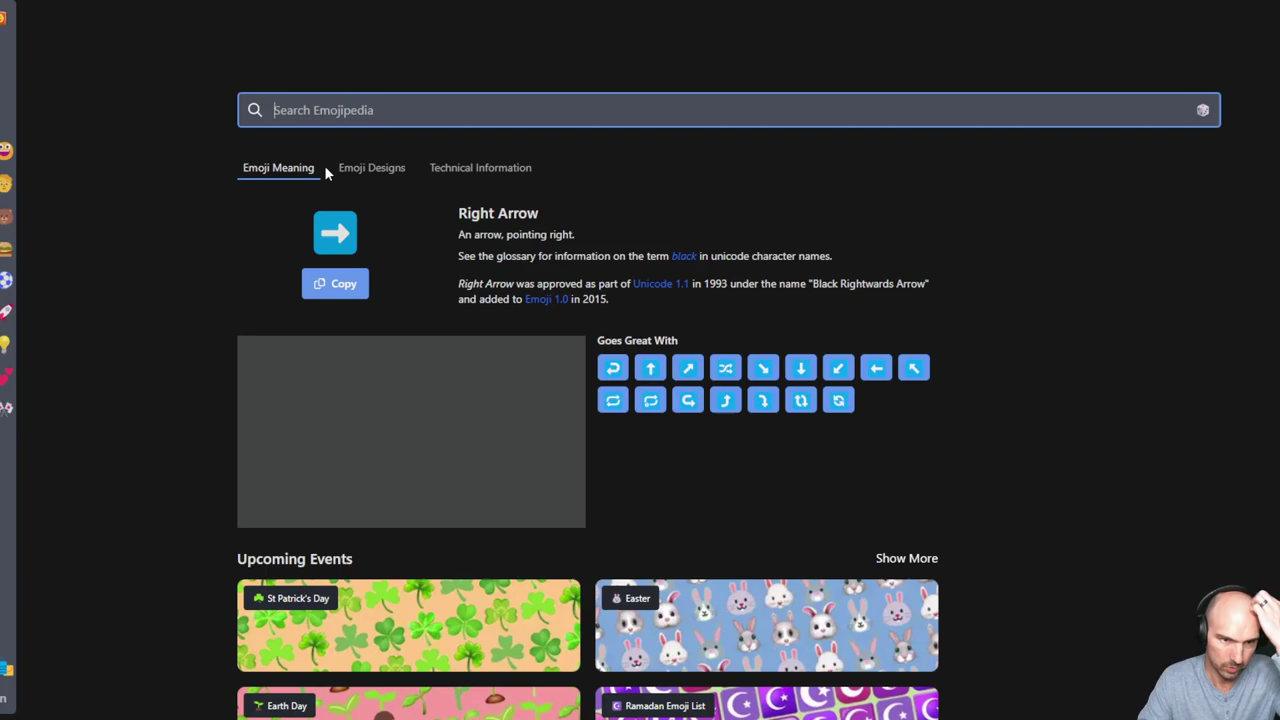 Search Emojipedia
Emoji Meaning
Emoji Designs
Technical Information
Right Arrow
An arrow, pointing right.
See the glossary for information on the term black in unicode character names.
Copy
Right Arrow was approved as part of Unicode 1.1 in 1993 under the name "Black Rightwards Arrow"
and added to Emoji 1.0 in 2015.
Goes Great With
Upcoming Events
Show More
St Patrick's Day
Easter
Earth Day
Ramadan Emoji List